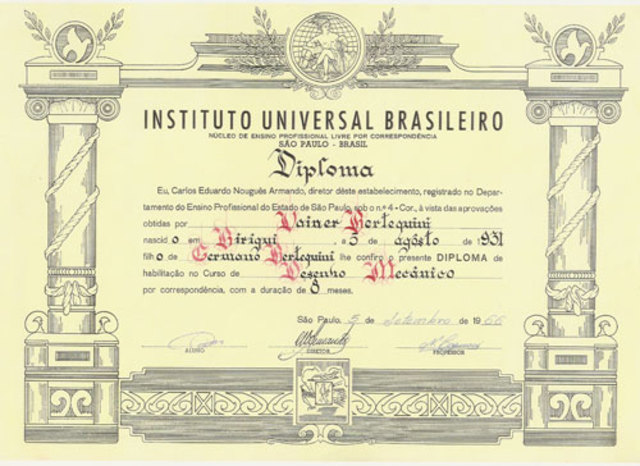 INSTITUTO UNIVERSAL BRASILEIRO
NÚCLEO DE ENSINO PROFISSIONAL LIVRE POR CORRESPONDÊNCIA
SÃO PAULO - BRASIL
Diploma
Eu, Carlos Eduardo Nougués Armando, diretor dêste estabelecimento, registrado no Depar-
tamento do Ensino Profissional do Estado de São Paulo, sob o n.º 4 - Cor., à vista das aprovações
obtidas por Vainer Bertequini
nascido em Birigui, a 5 de agôsto de 1931
filho de Germano Bertequini lhe confiro o presente DIPLOMA de
habilitação no Curso de Desenho Mecânico
por correspondência, com a duração de 8 meses.
São Paulo, 5 de setembro de 1966
ALUNO DIRETOR PROFESSOR